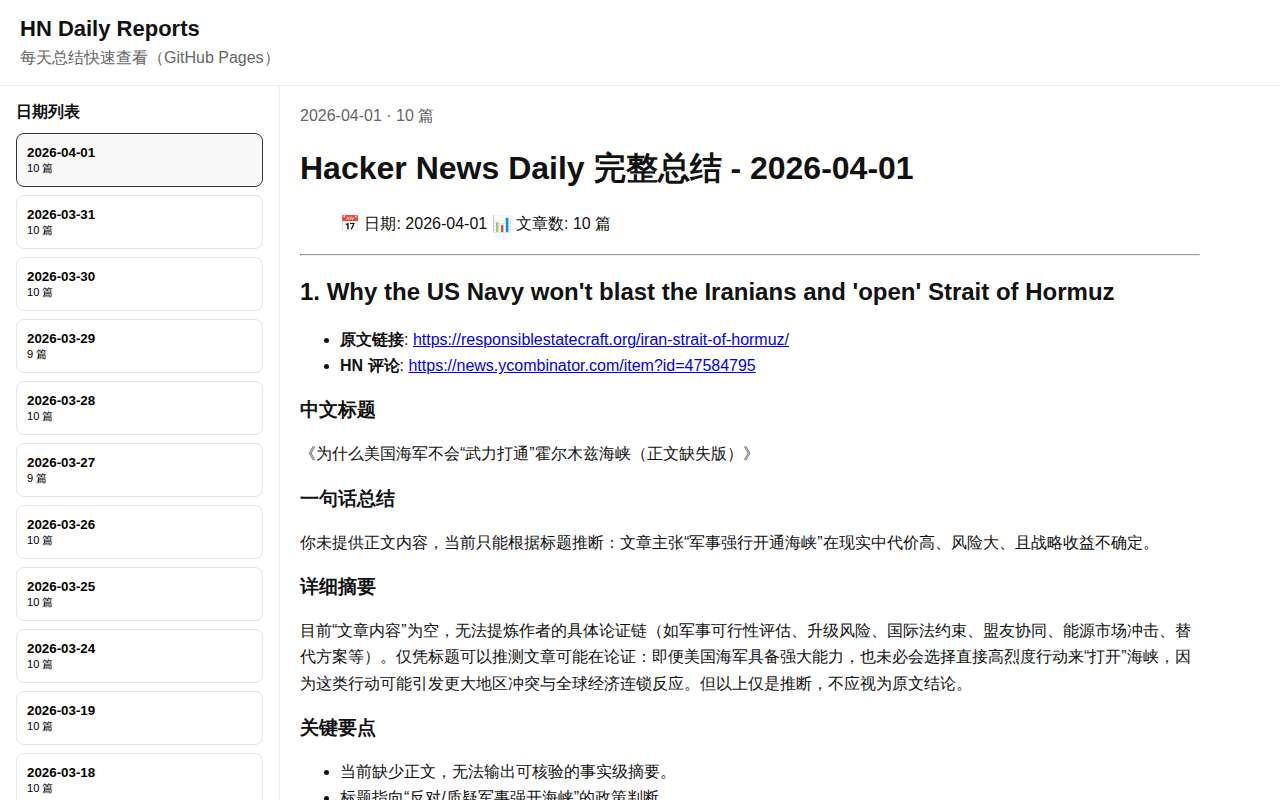 HN Daily Reports
每天总结快速查看（GitHub Pages）
日期列表
2026-04-01
10 篇
2026-03-31
10 篇
2026-03-30
10 篇
2026-03-29
9 篇
2026-03-28
10 篇
2026-03-27
9 篇
2026-03-26
10 篇
2026-03-25
10 篇
2026-03-24
10 篇
2026-03-19
10 篇
2026-03-18
10 篇
2026-04-01 · 10 篇
Hacker News Daily 完整总结 - 2026-04-01
📅 日期: 2026-04-01 📊 文章数: 10 篇
1. Why the US Navy won't blast the Iranians and 'open' Strait of Hormuz
• 原文链接: https://responsiblestatecraft.org/iran-strait-of-hormuz/
• HN 评论: https://news.ycombinator.com/item?id=47584795
中文标题
《为什么美国海军不会“武力打通”霍尔木兹海峡（正文缺失版）》
一句话总结
你未提供正文内容，当前只能根据标题推断：文章主张“军事强行开通海峡”在现实中代价高、风险大、且战略收益不确定。
详细摘要
目前“文章内容”为空，无法提炼作者的具体论证链（如军事可行性评估、升级风险、国际法约束、盟友协同、能源市场冲击、替
代方案等）。仅凭标题可以推测文章可能在论证：即便美国海军具备强大能力，也未必会选择直接高烈度行动来“打开”海峡，因
为这类行动可能引发更大地区冲突与全球经济连锁反应。但以上仅是推断，不应视为原文结论。
关键要点
• 当前缺少正文，无法输出可核验的事实级摘要。
• 标题指向“反对/质疑军事强开海峡”的政策判断。